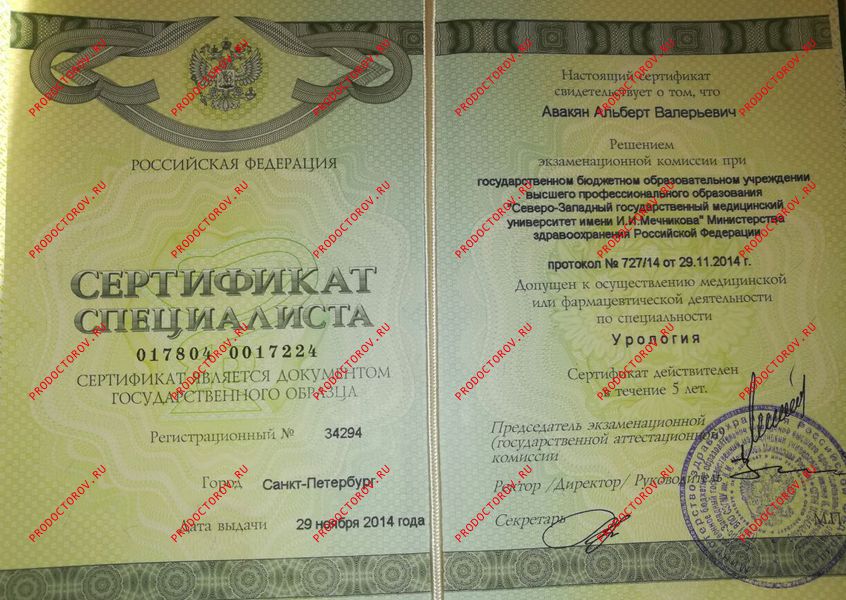 РОССИЙСКАЯ ФЕДЕРАЦИЯ
СЕРТИФИКАТ
СПЕЦИАЛИСТА
017804 0017224
СЕРТИФИКАТ ЯВЛЯЕТСЯ ДОКУМЕНТОМ
ГОСУДАРСТВЕННОГО ОБРАЗЦА
Регистрационный № 34294
Город Санкт-Петербург
Дата выдачи 29 ноября 2014 года
Настоящий сертификат
свидетельствует о том, что
Авакян Альберт Валерьевич
Решением
экзаменационной комиссии при
государственном бюджетном образовательном учреждении
высшего профессионального образования
"Северо-Западный государственный медицинский
университет имени И.И.Мечникова" Министерства
здравоохранения Российской Федерации
протокол № 727/14 от 29.11.2014 г.
Допущен к осуществлению медицинской
или фармацевтической деятельности
по специальности
Урология
Сертификат действителен
в течение 5 лет.
Председатель экзаменационной
(государственной аттестационной)
комиссии
Ректор /Директор/ Руководитель
Секретарь
М.П.
PRODOCTOROV.RU